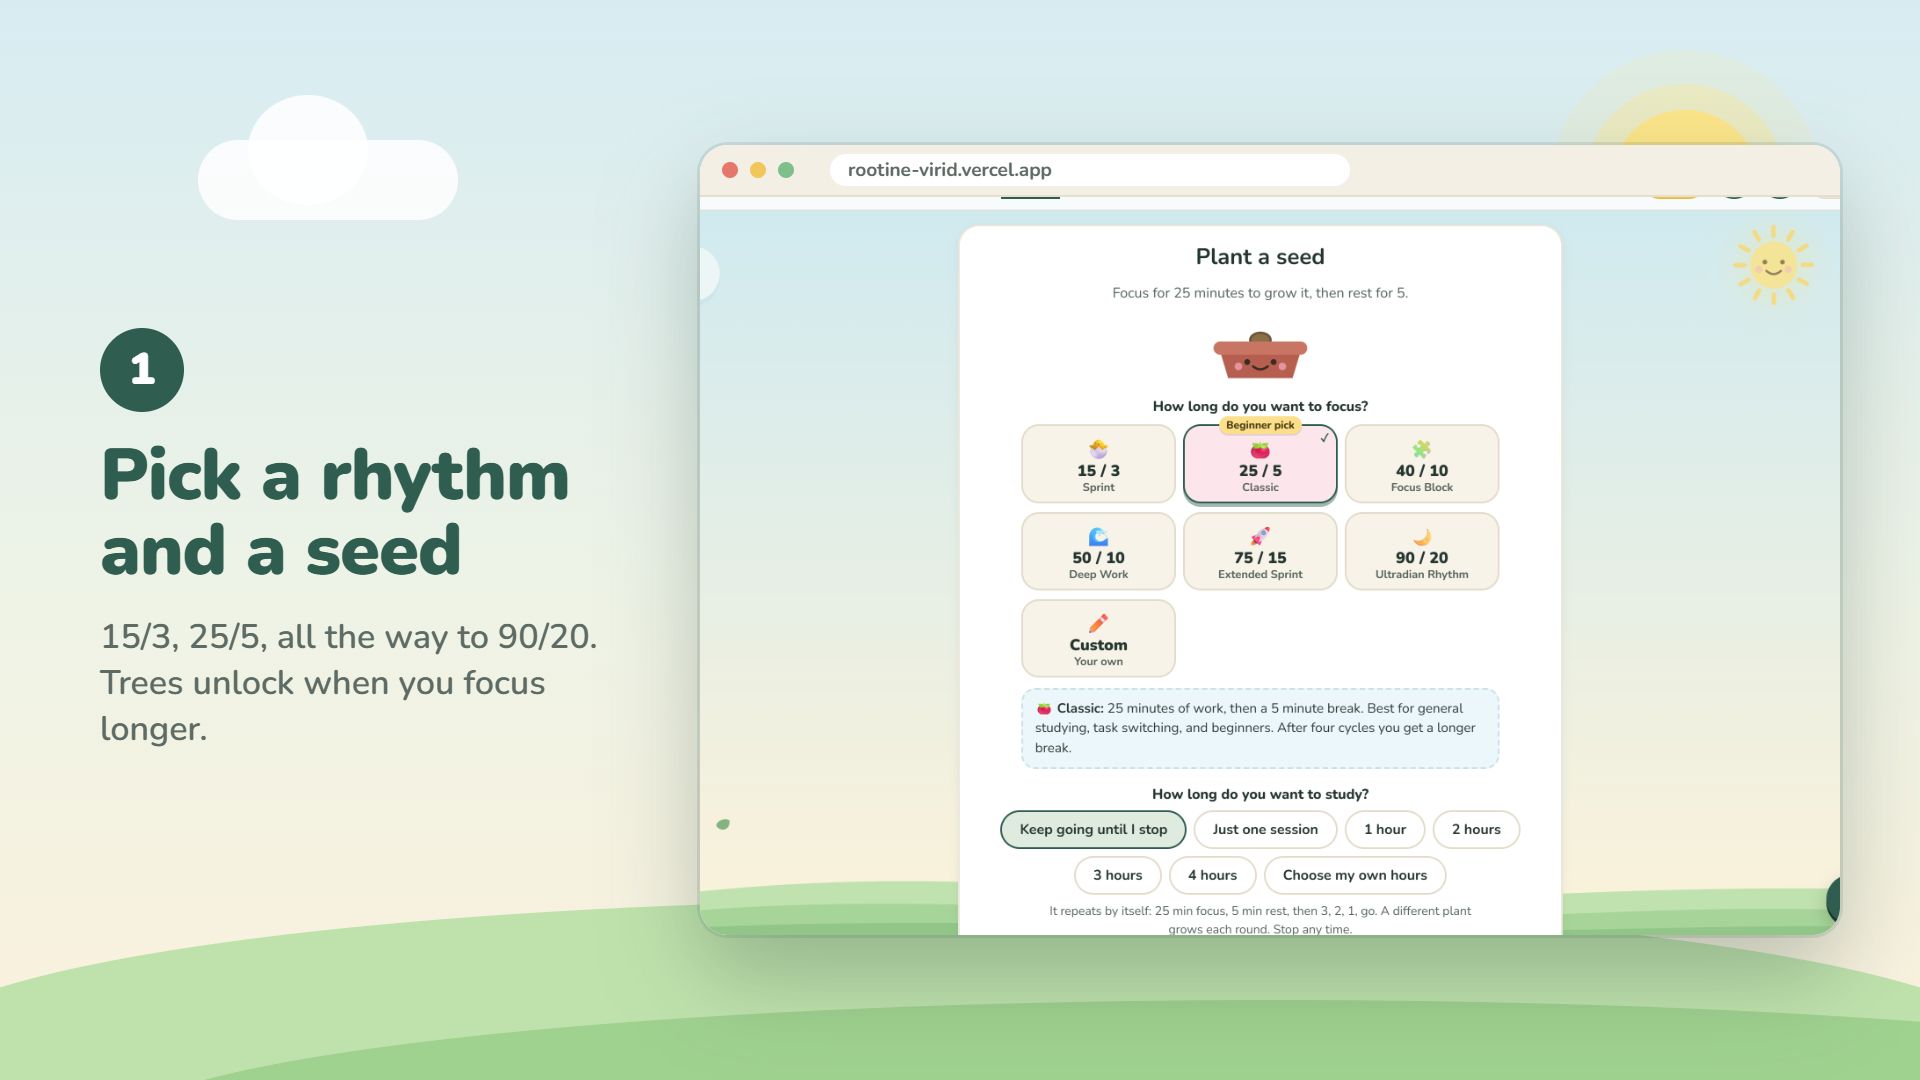 1
Pick a rhythm
and a seed
15/3, 25/5, all the way to 90/20.
Trees unlock when you focus
longer.
rootine-virid.vercel.app
Plant a seed
Focus for 25 minutes to grow it, then rest for 5.
How long do you want to focus?
Beginner pick
15 / 3
Sprint
25 / 5
Classic
40 / 10
Focus Block
50 / 10
Deep Work
75 / 15
Extended Sprint
90 / 20
Ultradian Rhythm
Custom
Your own
Classic: 25 minutes of work, then a 5 minute break. Best for general
studying, task switching, and beginners. After four cycles you get a longer
break.
How long do you want to study?
Keep going until I stop
Just one session
1 hour
2 hours
3 hours
4 hours
Choose my own hours
It repeats by itself: 25 min focus, 5 min rest, then 3, 2, 1, go. A different plant
grows each round. Stop any time.